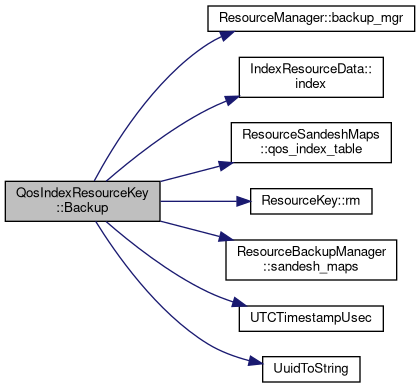 QosIndexResourceKey
::Backup
ResourceManager::backup_mgr
IndexResourceData::
index
ResourceSandeshMaps
::qos_index_table
ResourceKey::rm
ResourceBackupManager
::sandesh_maps
UTCTimestampUsec
UuidToString